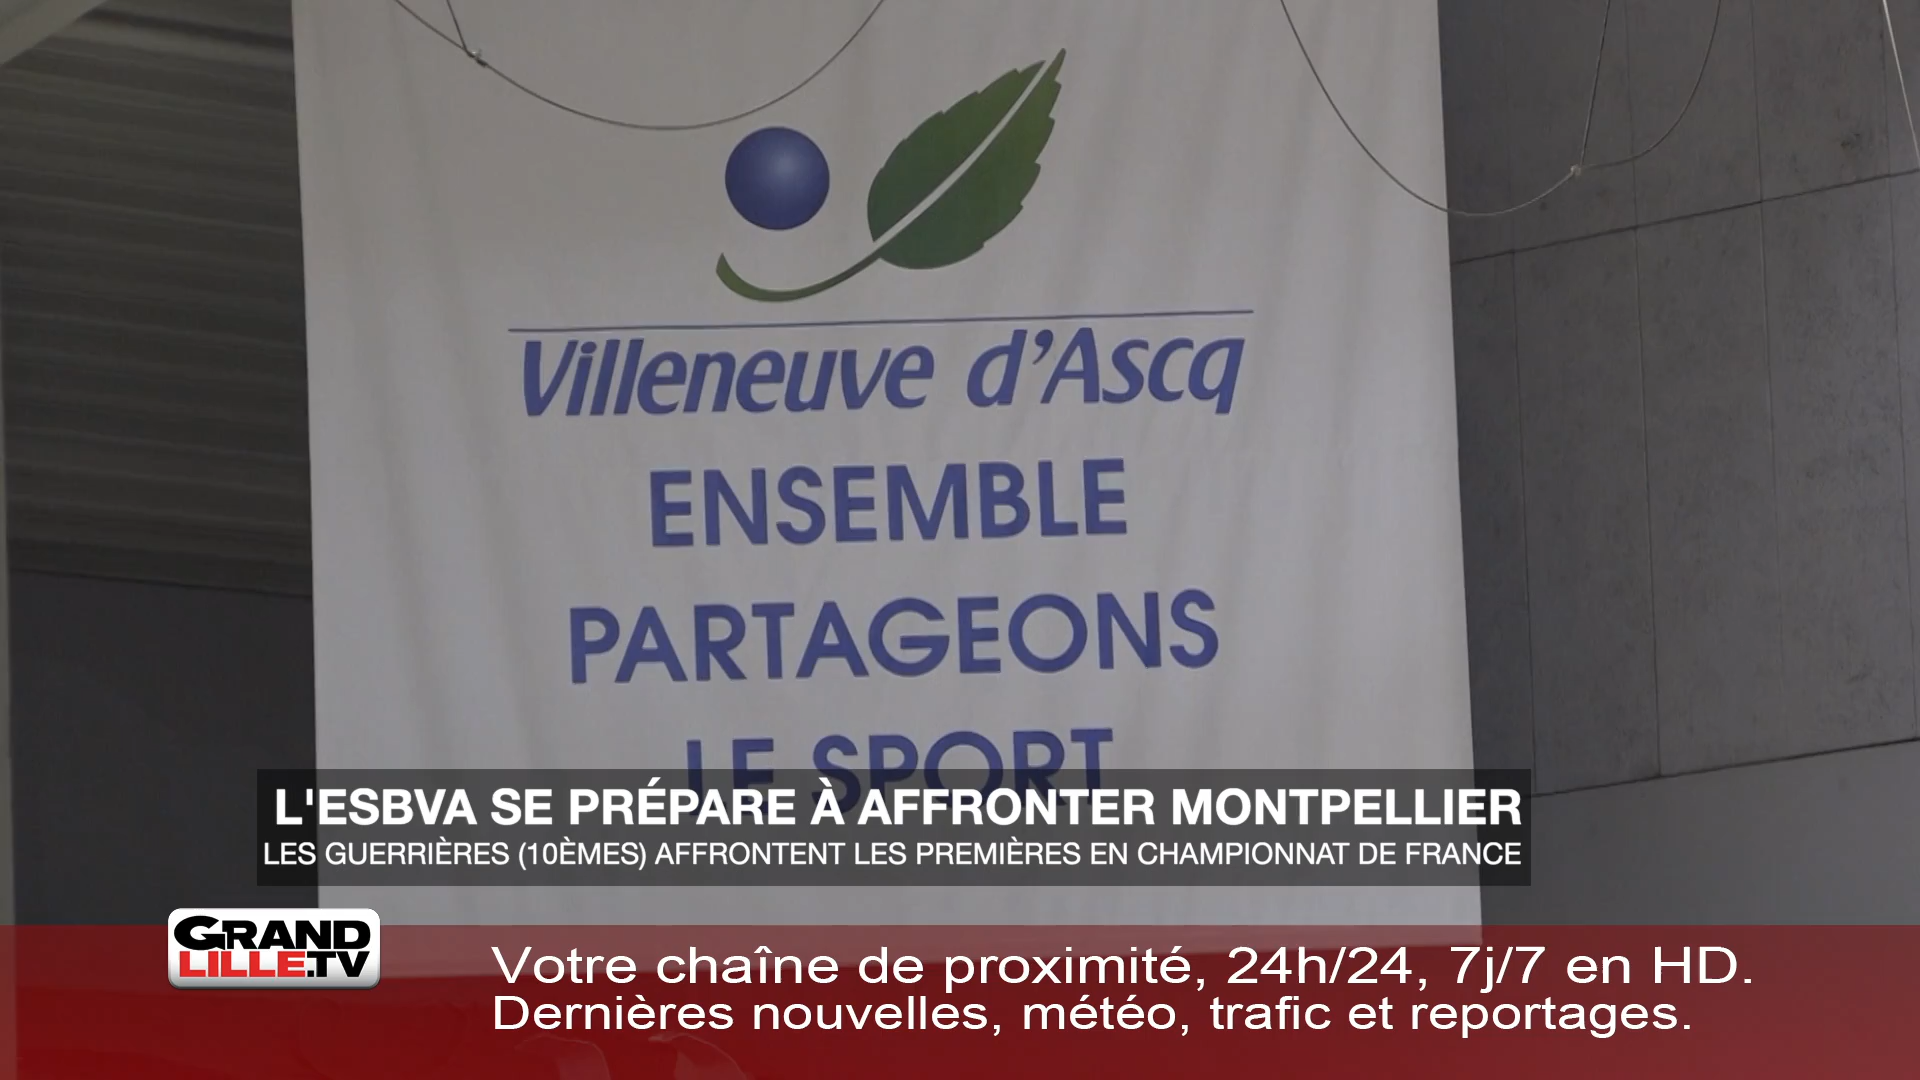 Villeneuve d'Ascq
ENSEMBLE
PARTAGEONS
LE SPORT
L'ESBVA SE PRÉPARE À AFFRONTER MONTPELLIER
LES GUERRIÈRES (10ÈMES) AFFRONTENT LES PREMIÈRES EN CHAMPIONNAT DE FRANCE
GRAND
LILLE.TV
Votre chaîne de proximité, 24h/24, 7j/7 en HD.
Dernières nouvelles, météo, trafic et reportages.